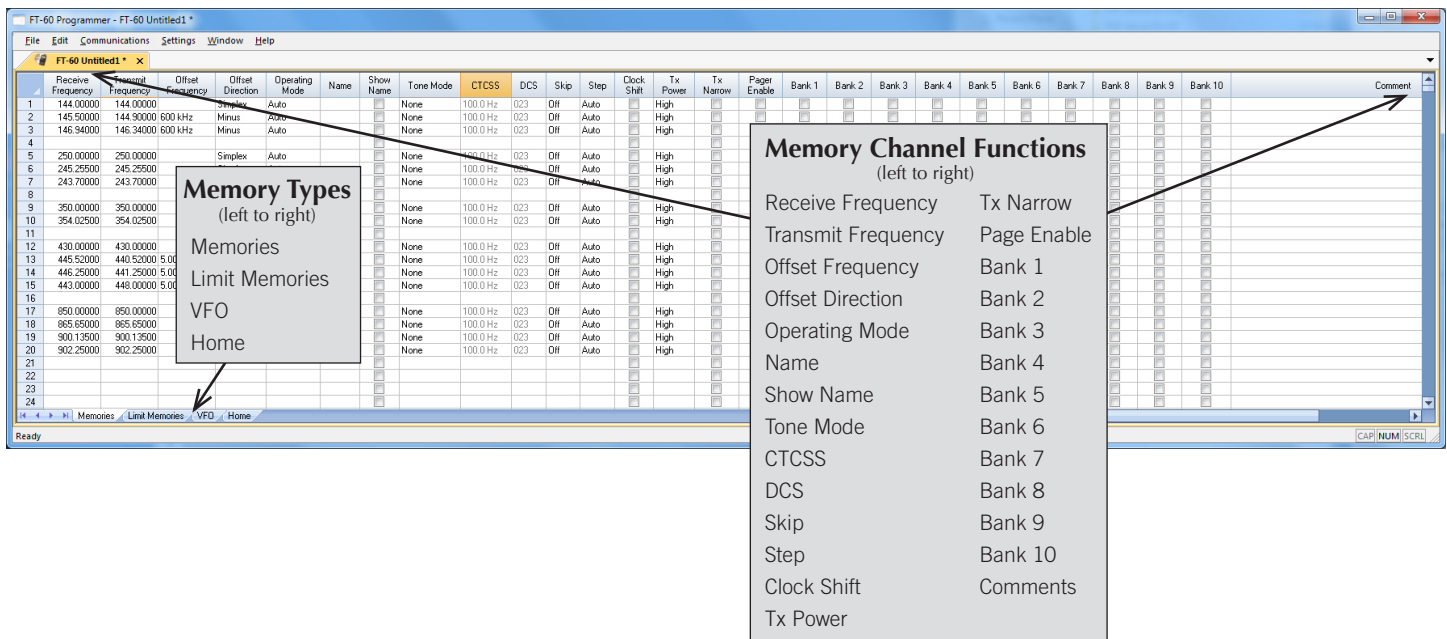 FT-60 Programmer - FT-60 Untitled1 *
File Edit Communications Settings Window Help
FT-60 Untitled1 * X
Receive Frequency Transmit Frequency Offset Frequency Offset Direction Operating Mode Name Show Name Tone Mode CTCSS DCS Skip Step Clock Shift Tx Power Tx Narrow Pager Enable Bank 1 Bank 2 Bank 3 Bank 4 Bank 5 Bank 6 Bank 7 Bank 8 Bank 9 Bank 10 Comment
1 144.00000 144.00000 Simplex Auto None 100.0 Hz 023 Off Auto High
2 145.50000 144.90000 600 kHz Minus Auto None 100.0 Hz 023 Off Auto High
3 146.94000 146.34000 600 kHz Minus Auto None 100.0 Hz 023 Off Auto High
4
5 250.00000 250.00000 Simplex Auto None 100.0 Hz 023 Off Auto High
6 245.25500 245.25500 None 100.0 Hz 023 Off Auto High
7 243.70000 243.70000 None 100.0 Hz 023 Off Auto High
8
9 350.00000 350.00000 None 100.0 Hz 023 Off Auto High
10 354.02500 354.02500 None 100.0 Hz 023 Off Auto High
11
12 430.00000 430.00000 None 100.0 Hz 023 Off Auto High
13 445.52000 440.52000 5.00 None 100.0 Hz 023 Off Auto High
14 446.25000 441.25000 5.00 None 100.0 Hz 023 Off Auto High
15 443.00000 448.00000 5.00 None 100.0 Hz 023 Off Auto High
16
17 850.00000 850.00000 None 100.0 Hz 023 Off Auto High
18 865.65000 865.65000 None 100.0 Hz 023 Off Auto High
19 900.13500 900.13500 None 100.0 Hz 023 Off Auto High
20 902.25000 902.25000 None 100.0 Hz 023 Off Auto High
21
22
23
24
Memories Limit Memories VFO Home
Ready CAP NUM SCRL
Memory Types
(left to right)
Memories
Limit Memories
VFO
Home
Memory Channel Functions
(left to right)
Receive Frequency
Transmit Frequency
Offset Frequency
Offset Direction
Operating Mode
Name
Show Name
Tone Mode
CTCSS
DCS
Skip
Step
Clock Shift
Tx Power
Tx Narrow
Page Enable
Bank 1
Bank 2
Bank 3
Bank 4
Bank 5
Bank 6
Bank 7
Bank 8
Bank 9
Bank 10
Comments